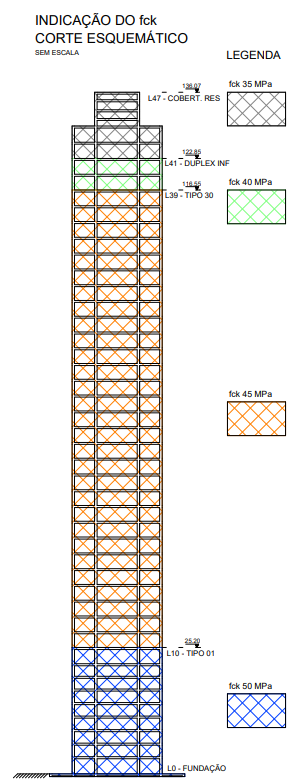 INDICAÇÃO DO fck
CORTE ESQUEMÁTICO
SEM ESCALA
LEGENDA
fck 35 MPa
136,07
L47 - COBERT. RES
122,85
L41 - DUPLEX INF
fck 40 MPa
116,55
L39 - TIPO 30
fck 45 MPa
25,20
L10 - TIPO 01
fck 50 MPa
L0 - FUNDAÇÃO